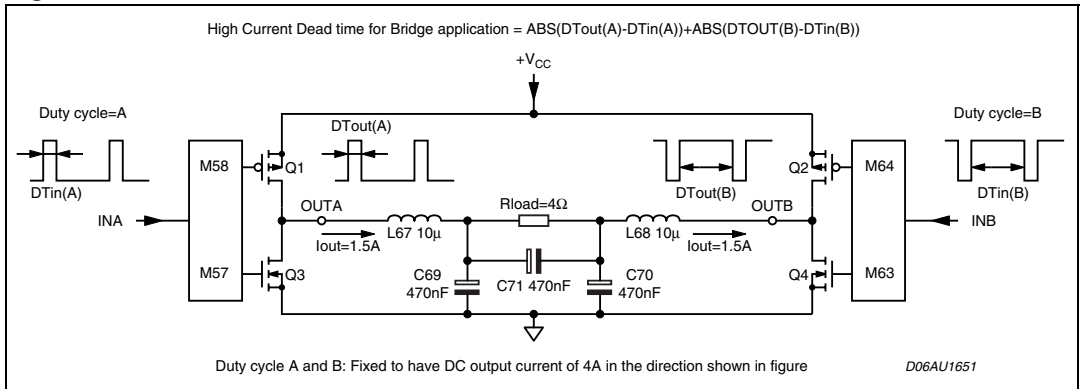 High Current Dead time for Bridge application = ABS(DTout(A)-DTin(A))+ABS(DTOUT(B)-DTin(B))
+VCC
Duty cycle=A
DTout(A)
Duty cycle=B
M58
Q1
Q2
M64
DTin(A)
DTout(B)
DTin(B)
INA
OUTA
Rload=4Ω
OUTB
INB
L67 10μ
L68 10μ
Iout=1.5A
Iout=1.5A
M57
Q3
C69
470nF
C71 470nF
C70
470nF
Q4
M63
Duty cycle A and B: Fixed to have DC output current of 4A in the direction shown in figure
D06AU1651